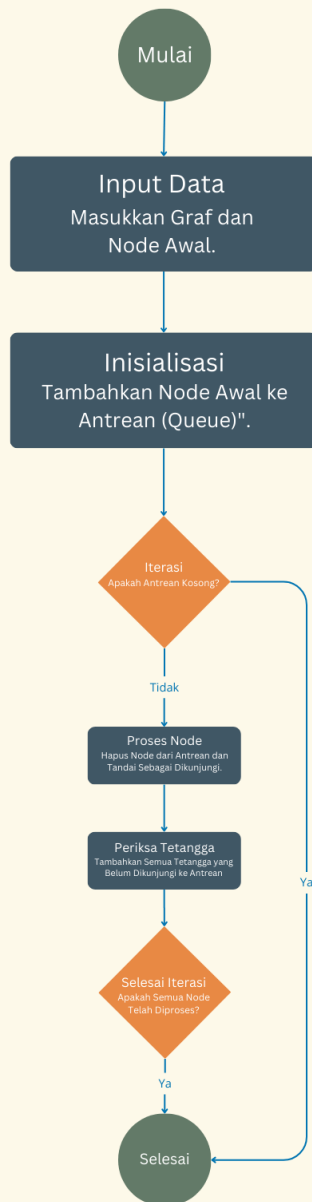 Mulai
Input Data
Masukkan Graf dan
Node Awal.
Inisialisasi
Tambahkan Node Awal ke
Antrean (Queue)".
Iterasi
Apakah Antrean Kosong?
Tidak
Proses Node
Hapus Node dari Antrean dan
Tandai Sebagai Dikunjungi.
Periksa Tetangga
Tambahkan Semua Tetangga yang
Belum Dikunjungi ke Antrean
Ya
Selesai Iterasi
Apakah Semua Node
Telah Diproses?
Ya
Selesai